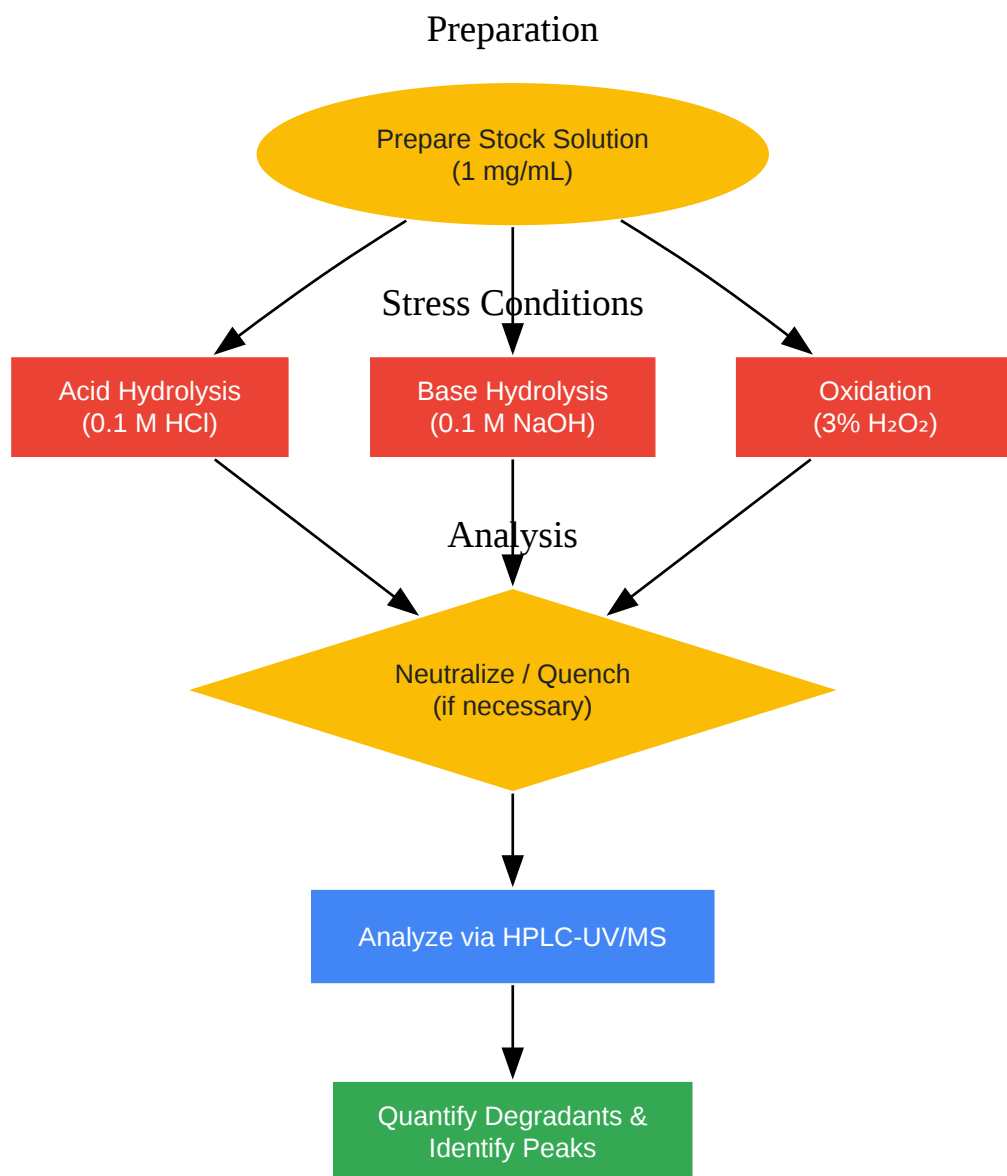 Preparation
Prepare Stock Solution
(1 mg/mL)
Stress Conditions
Acid Hydrolysis
(0.1 M HCl)
Base Hydrolysis
(0.1 M NaOH)
Oxidation
(3% H₂O₂)
Analysis
Neutralize / Quench
(if necessary)
Analyze via HPLC-UV/MS
Quantify Degradants &
Identify Peaks